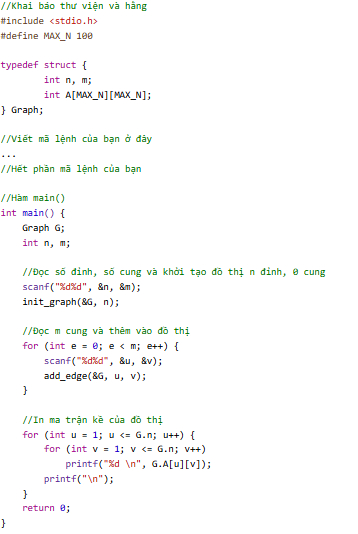 //Khai báo thư viện và hằng
#include <stdio.h>
#define MAX_N 100
typedef struct {
int n, m;
int A[MAX_N][MAX_N];
} Graph;
//Viết mã lệnh của bạn ở đây
...
//Hết phần mã lệnh của bạn
//Hàm main()
int main() {
Graph G;
int n, m;
//Đọc số đỉnh, số cung và khởi tạo đồ thị n đỉnh, 0 cung
scanf("%d%d", &n, &m);
init_graph(&G, n);
//Đọc m cung và thêm vào đồ thị
for (int e = 0; e < m; e++) {
scanf("%d%d", &u, &v);
add_edge(&G, u, v);
}
//In ma trận kề của đồ thị
for (int u = 1; u <= G.n; u++) {
for (int v = 1; v <= G.n; v++)
printf("%d \n", G.A[u][v]);
printf("\n");
}
return 0;
}